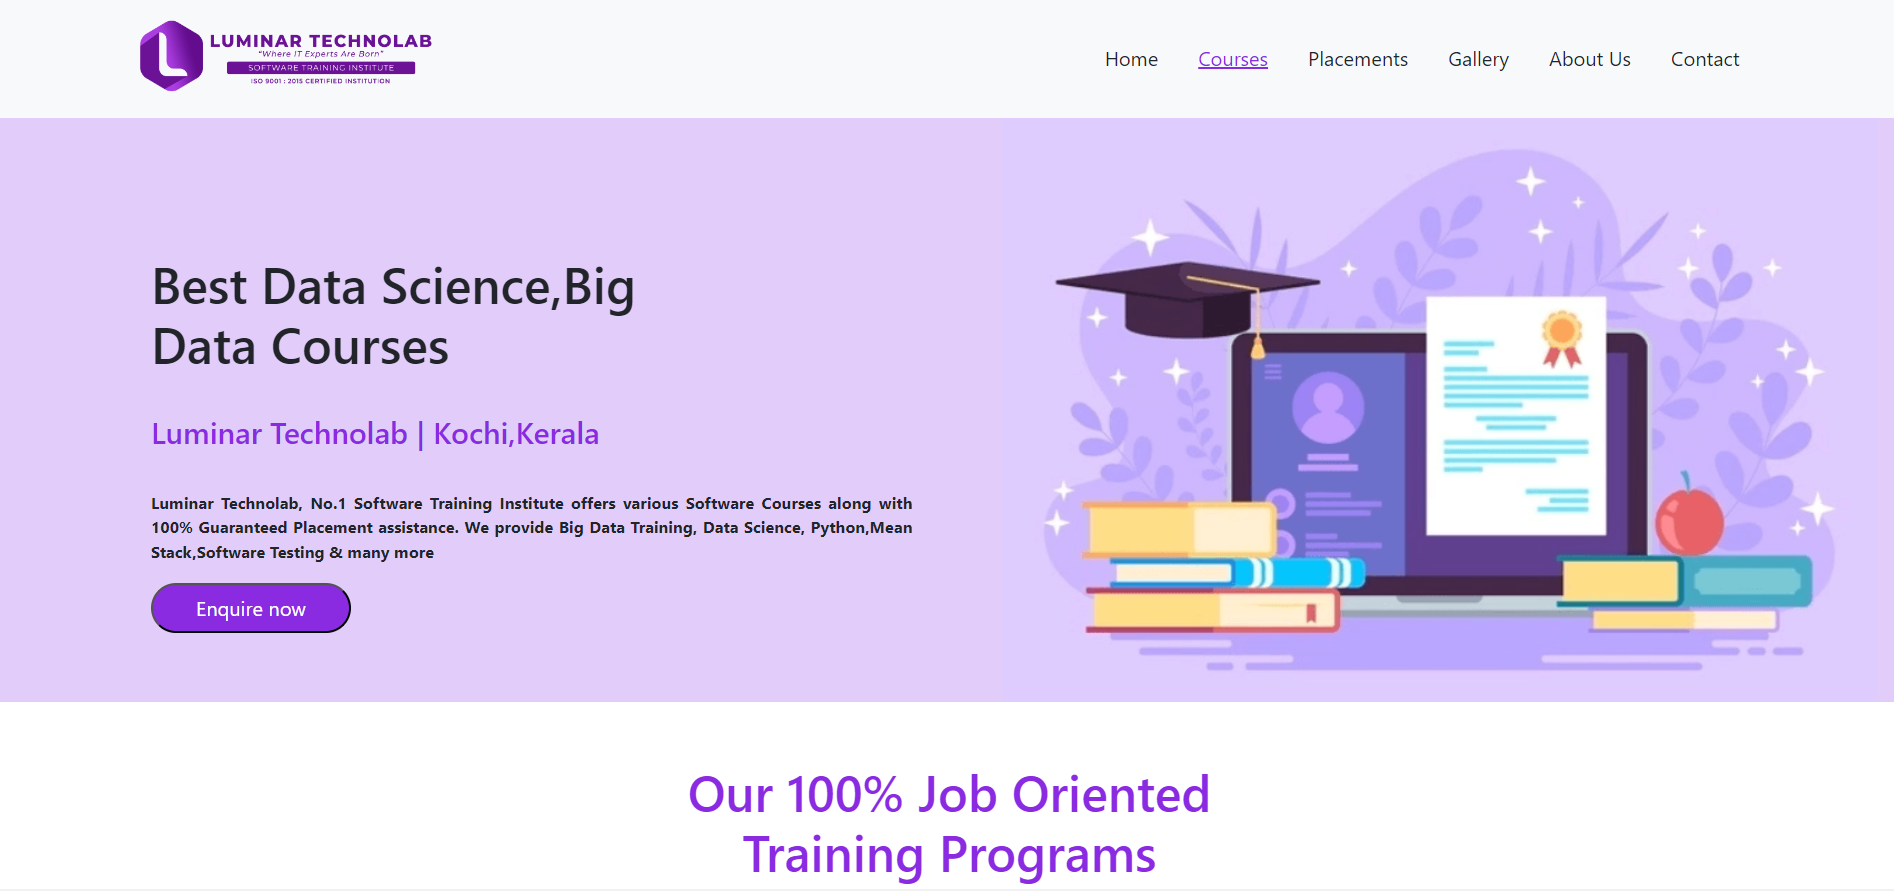 LUMINAR TECHNOLAB
"Where IT Experts Are Born"
SOFTWARE TRAINING INSTITUTE
ISO 9001 : 2015 CERTIFIED INSTITUTION
Home Courses Placements Gallery About Us Contact
Best Data Science,Big
Data Courses
Luminar Technolab | Kochi,Kerala
Luminar Technolab, No.1 Software Training Institute offers various Software Courses along with
100% Guaranteed Placement assistance. We provide Big Data Training, Data Science, Python,Mean
Stack,Software Testing & many more
Enquire now
Our 100% Job Oriented
Training Programs